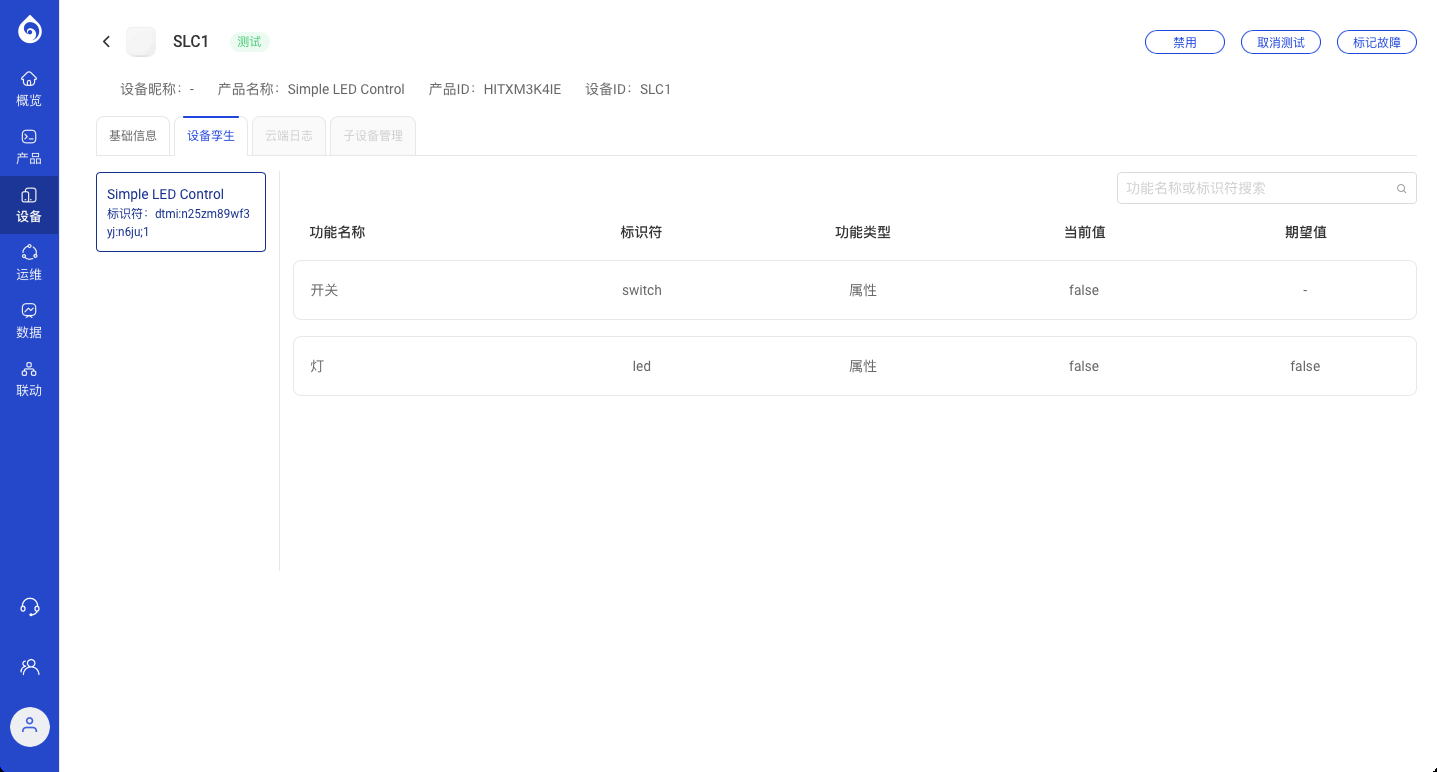 SLC1 测试 禁用 取消测试 标记故障
设备昵称：- 产品名称：Simple LED Control 产品ID：HITXM3K4IE 设备ID：SLC1
基础信息 设备孪生 云端日志 子设备管理
概览
产品
设备
运维
数据
联动
Simple LED Control
标识符：dtmi:n25zm89wf3
yj:n6ju;1
功能名称或标识符搜索
功能名称 标识符 功能类型 当前值 期望值
开关 switch 属性 false -
灯 led 属性 false false